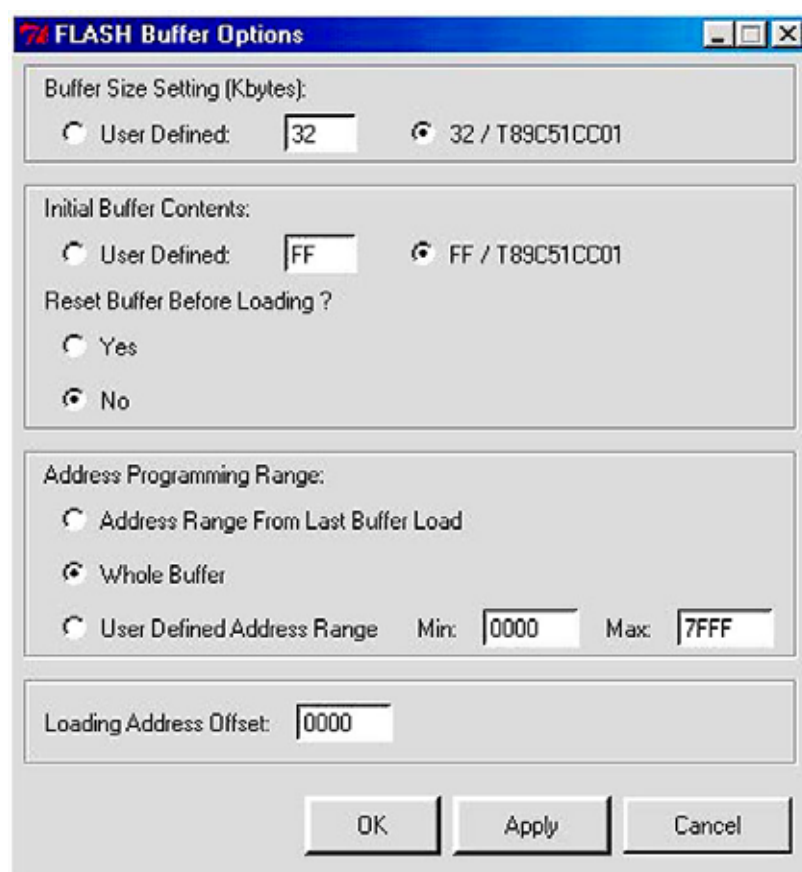 FLASH Buffer Options
Buffer Size Setting (Kbytes):
User Defined: 32 32 / T89C51CC01
Initial Buffer Contents:
User Defined: FF FF / T89C51CC01
Reset Buffer Before Loading ?
Yes
No
Address Programming Range:
Address Range From Last Buffer Load
Whole Buffer
User Defined Address Range Min: 0000 Max: 7FFF
Loading Address Offset: 0000
OK Apply Cancel